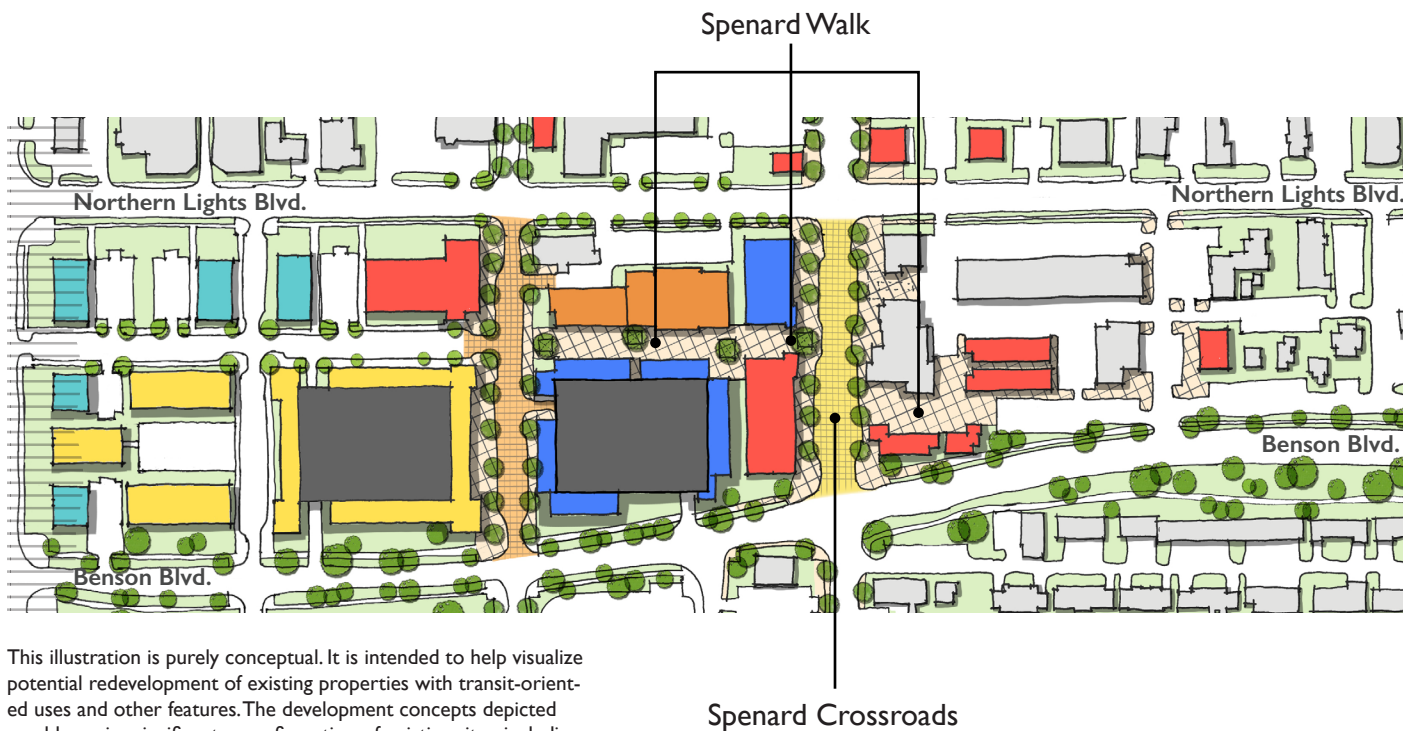 Spenard Walk
Northern Lights Blvd.
Northern Lights Blvd.
Benson Blvd.
Benson Blvd.
This illustration is purely conceptual. It is intended to help visualize
potential redevelopment of existing properties with transit-orient-
ed uses and other features. The development concepts depicted
Spenard Crossroads